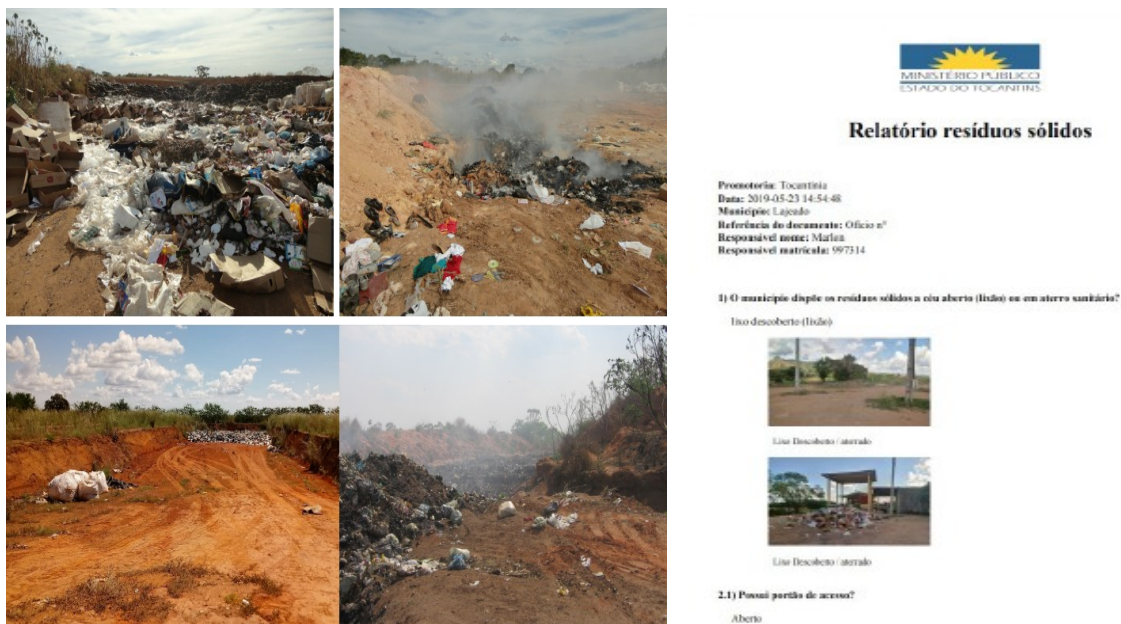 MINISTÉRIO PÚBLICO
ESTADO DO TOCANTINS
Relatório resíduos sólidos
Promotoria: Tocantínia
Data: 2019-05-23 14:54:48
Município: Lajeado
Referência do documento: Ofício nº
Responsável nome: Marlon
Responsável matrícula: 997314
1) O município dispõe os resíduos sólidos a céu aberto (lixão) ou em aterro sanitário?
lixo descoberto (lixão)
Lixo Descoberto / aterrado
Lixo Descoberto / aterrado
2.1) Possui portão de acesso?
Aberto